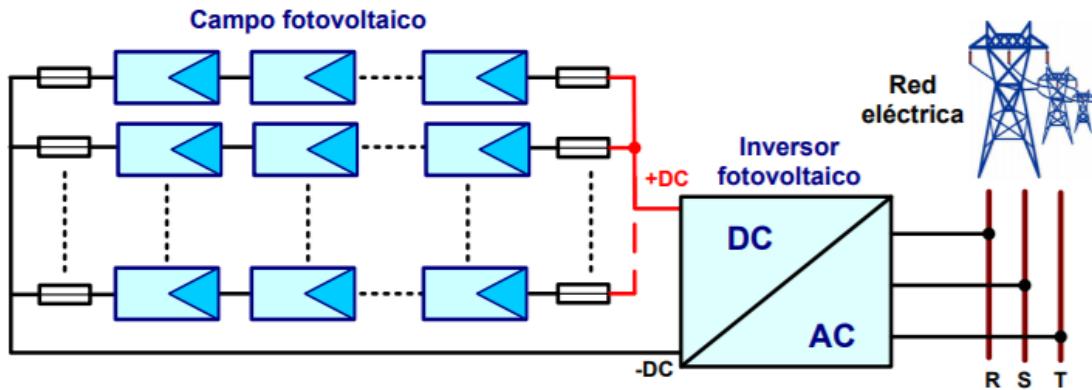 Campo fotovoltaico
Red
eléctrica
Inversor
fotovoltaico
+DC
DC
AC
-DC
R S T